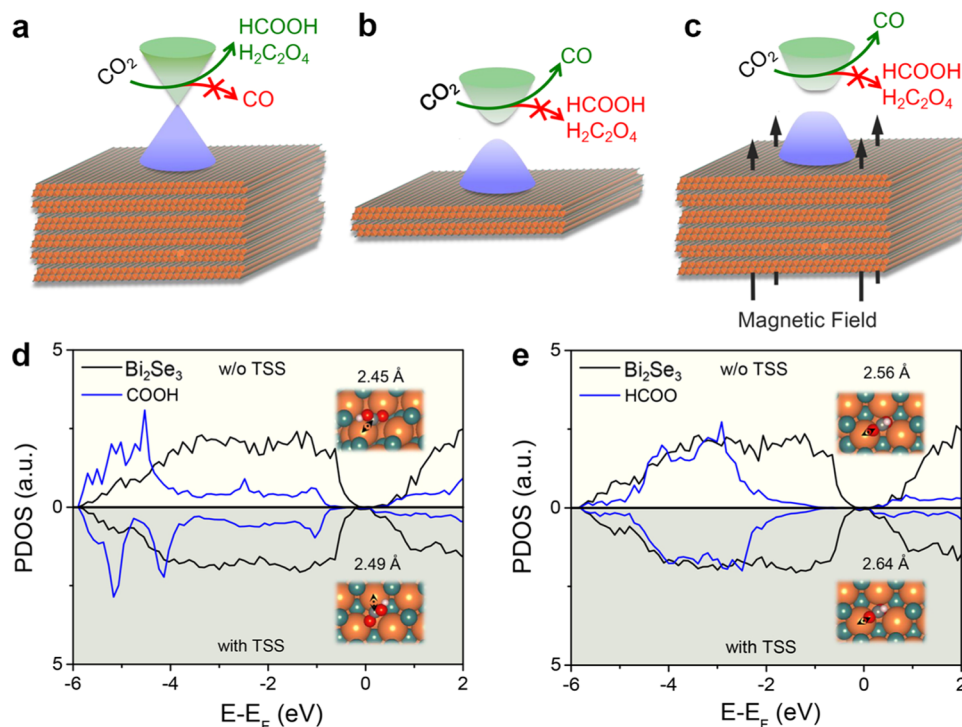 a
HCOOH
H₂C₂O₄
CO₂
CO
b
CO
CO₂
HCOOH
H₂C₂O₄
c
CO
CO₂
HCOOH
H₂C₂O₄
Magnetic Field
d
5
Bi₂Se₃
w/o TSS
2.45 Å
COOH
PDOS (a.u.)
0
2.49 Å
with TSS
5
-6 -4 -2 0 2
E-E_F (eV)
e
5
Bi₂Se₃
w/o TSS
2.56 Å
HCOO
PDOS (a.u.)
0
2.64 Å
with TSS
5
-6 -4 -2 0 2
E-E_F (eV)